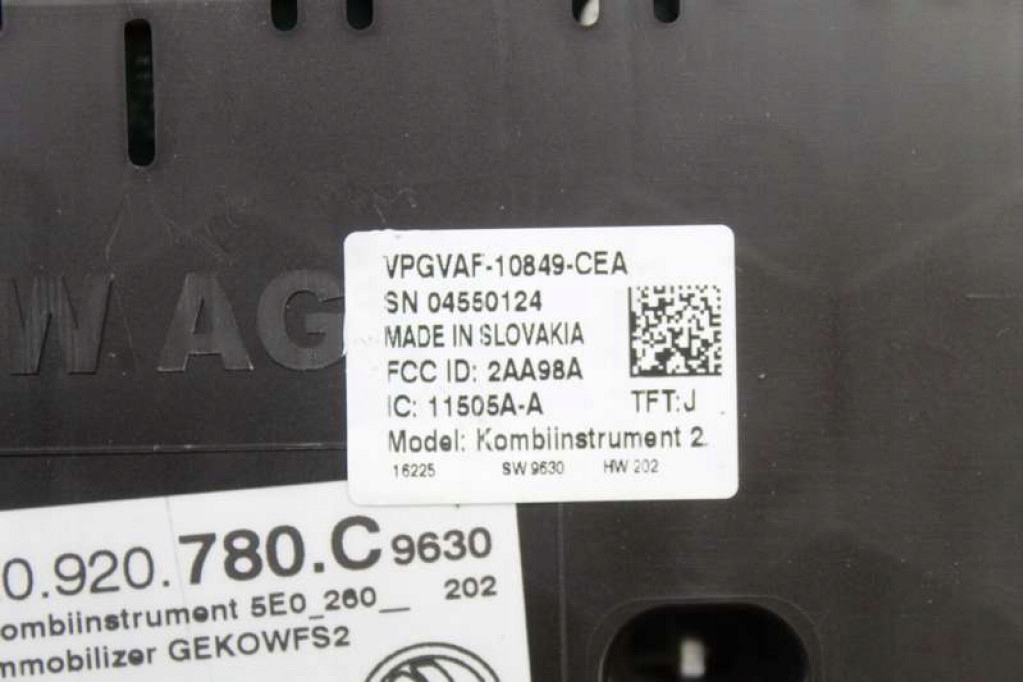 W AG
VPGVAF-10849-CEA
SN 04550124
MADE IN SLOVAKIA
FCC ID: 2AA98A
IC: 11505A-A
TFT:J
Model: Kombiinstrument 2.
16225 SW 9630 HW 202
0.920.780.C 9630
ombiinstrument 5E0_260__ 202
mmobilizer GEKOWFS2